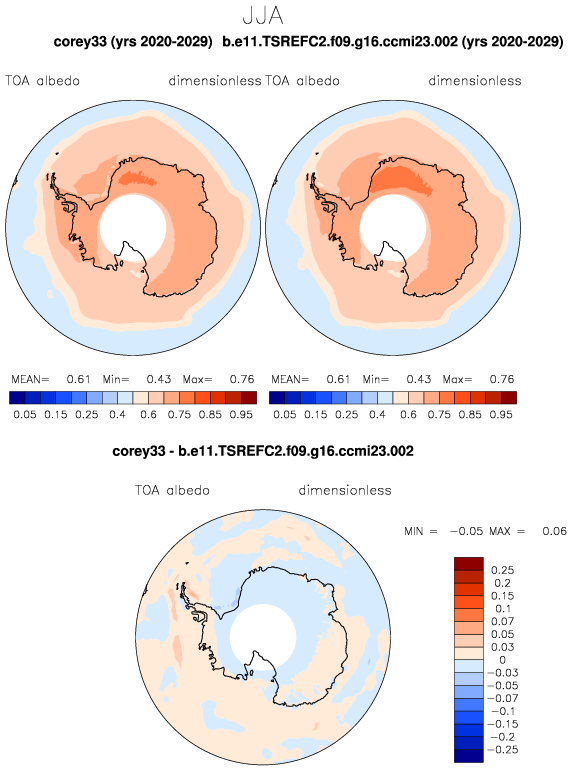 JJA
corey33 (yrs 2020-2029) b.e11.TSREFC2.f09.g16.ccmi23.002 (yrs 2020-2029)
TOA albedo dimensionless TOA albedo dimensionless
MEAN= 0.61 Min= 0.43 Max= 0.76 MEAN= 0.61 Min= 0.43 Max= 0.76
0.05 0.15 0.25 0.4 0.6 0.75 0.85 0.95 0.05 0.15 0.25 0.4 0.6 0.75 0.85 0.95
corey33 - b.e11.TSREFC2.f09.g16.ccmi23.002
TOA albedo dimensionless
MIN = -0.05 MAX = 0.06
0.25
0.2
0.15
0.1
0.07
0.05
0.03
0
-0.03
-0.05
-0.07
-0.1
-0.15
-0.2
-0.25